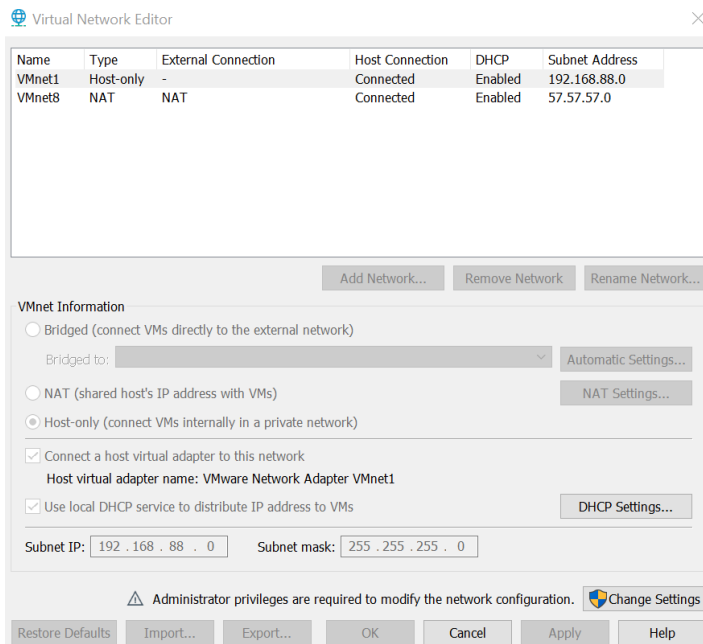 Virtual Network Editor
Name Type External Connection Host Connection DHCP Subnet Address
VMnet1 Host-only - Connected Enabled 192.168.88.0
VMnet8 NAT NAT Connected Enabled 57.57.57.0
Add Network... Remove Network Rename Network...
VMnet Information
Bridged (connect VMs directly to the external network)
Bridged to: Automatic Settings...
NAT (shared host's IP address with VMs) NAT Settings...
Host-only (connect VMs internally in a private network)
Connect a host virtual adapter to this network
Host virtual adapter name: VMware Network Adapter VMnet1
Use local DHCP service to distribute IP address to VMs DHCP Settings...
Subnet IP: 192 . 168 . 88 . 0 Subnet mask: 255 . 255 . 255 . 0
Administrator privileges are required to modify the network configuration. Change Settings
Restore Defaults Import... Export... OK Cancel Apply Help